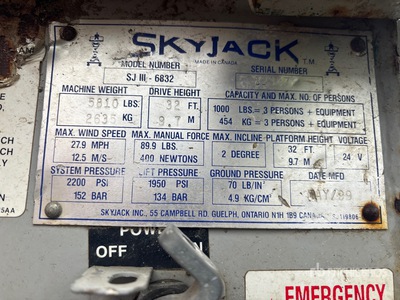 SKYJACK T.M.
MADE IN CANADA
MODEL NUMBER
SERIAL NUMBER
SJ III - 6832
MACHINE WEIGHT
DRIVE HEIGHT
CAPACITY AND MAX. NO. OF PERSONS
5810 LBS.
32 FT.
1000 LBS = 3 PERSONS + EQUIPMENT
2635 KG.
9.7 M
454 KG = 3 PERSONS + EQUIPMENT
MAX. WIND SPEED
MAX. MANUAL FORCE
MAX. INCLINE
PLATFORM HEIGHT
VOLTAGE
27.9 MPH
89.9 LBS.
2 DEGREE
32 FT.
24 V
12.5 M/S
400 NEWTONS
9.7 M
SYSTEM PRESSURE
LIFT PRESSURE
GROUND PRESSURE
DATE MFD
2200 PSI
1950 PSI
70 LB/IN²
152 BAR
134 BAR
4.9 KG/CM²
SKYJACK INC., 55 CAMPBELL RD. GUELPH, ONTARIO N1H 1B9
OFF
EMERGENCY